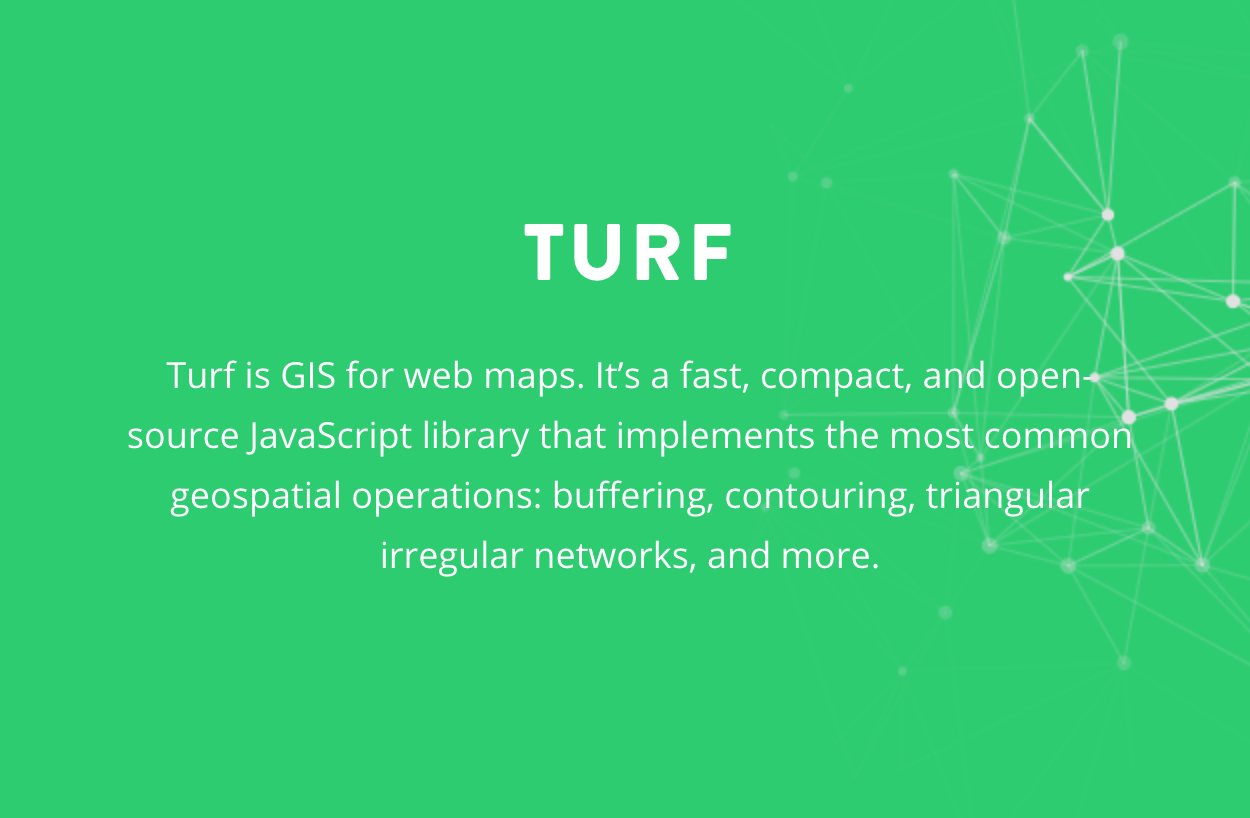 TURF
Turf is GIS for web maps. It’s a fast, compact, and open-
source JavaScript library that implements the most common
geospatial operations: buffering, contouring, triangular
irregular networks, and more.